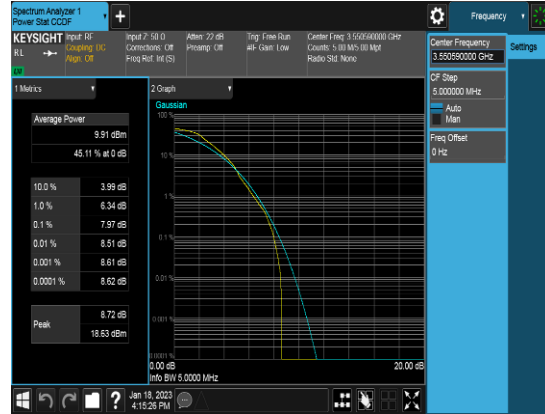 Spectrum Analyzer 1
Power Stat CCDF
+
Frequency
KEYSIGHT
RL
Input: RF
Coupling: DC
Align: Off
Input Z: 50 Ω
Corrections: Off
Freq Ref: Int (S)
Atten: 22 dB
Preamp: Off
Trig: Free Run
#IF Gain: Low
Center Freq: 3.550590000 GHz
Counts: 5.00 M/5.00 Mpt
Radio Std: None
LV
Center Frequency
3.550590000 GHz
Settings
CF Step
5.000000 MHz
Auto
Man
Freq Offset
0 Hz
1 Metrics
Average Power
9.91 dBm
45.11 % at 0 dB
10.0 % 3.99 dB
1.0 % 6.34 dB
0.1 % 7.97 dB
0.01 % 8.51 dB
0.001 % 8.61 dB
0.0001 % 8.62 dB
Peak
8.72 dB
18.63 dBm
2 Graph
Gaussian
100 %
10 %
1 %
0.1 %
0.01 %
0.001 %
0.0001 %
0.00 dB
20.00 dB
Info BW 5.0000 MHz
?
Jan 18, 2023
4:15:26 PM